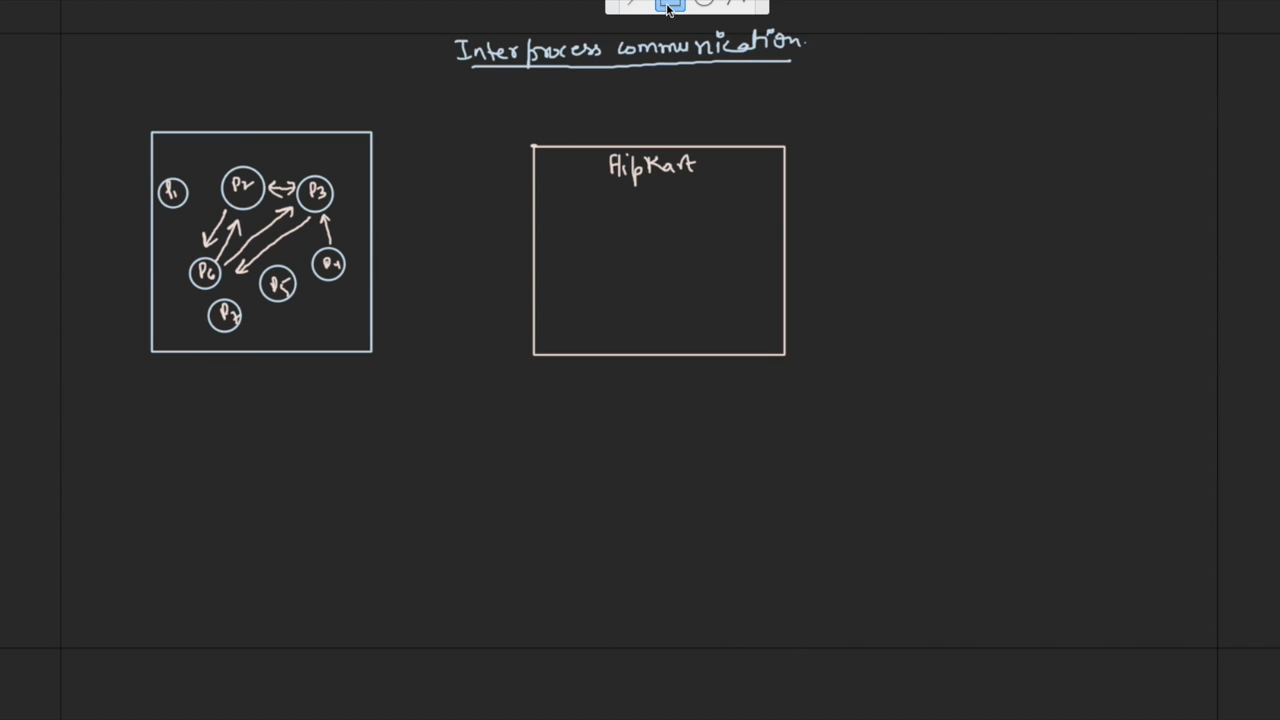 Interprocess communication.
FlipKart
P1 P2 P3
P6 P5 P4
P7